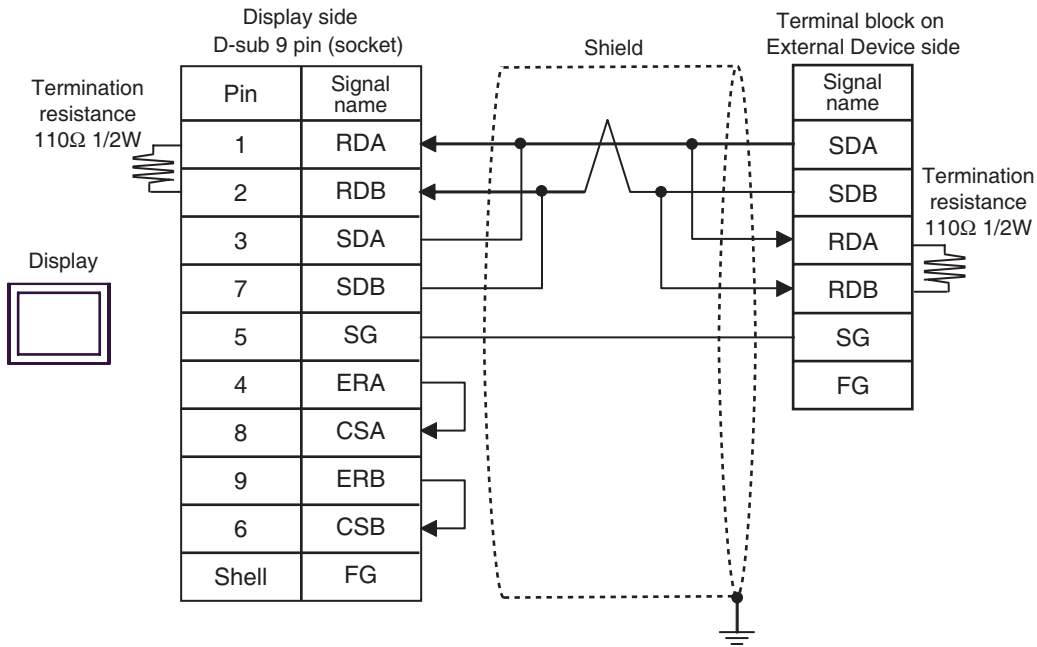 Display side
D-sub 9 pin (socket)
Shield
Terminal block on
External Device side
Termination
resistance
110Ω 1/2W
Pin
Signal
name
1
RDA
2
RDB
3
SDA
7
SDB
5
SG
4
ERA
8
CSA
9
ERB
6
CSB
Shell
FG
Display
Signal
name
SDA
SDB
RDA
RDB
SG
FG
Termination
resistance
110Ω 1/2W